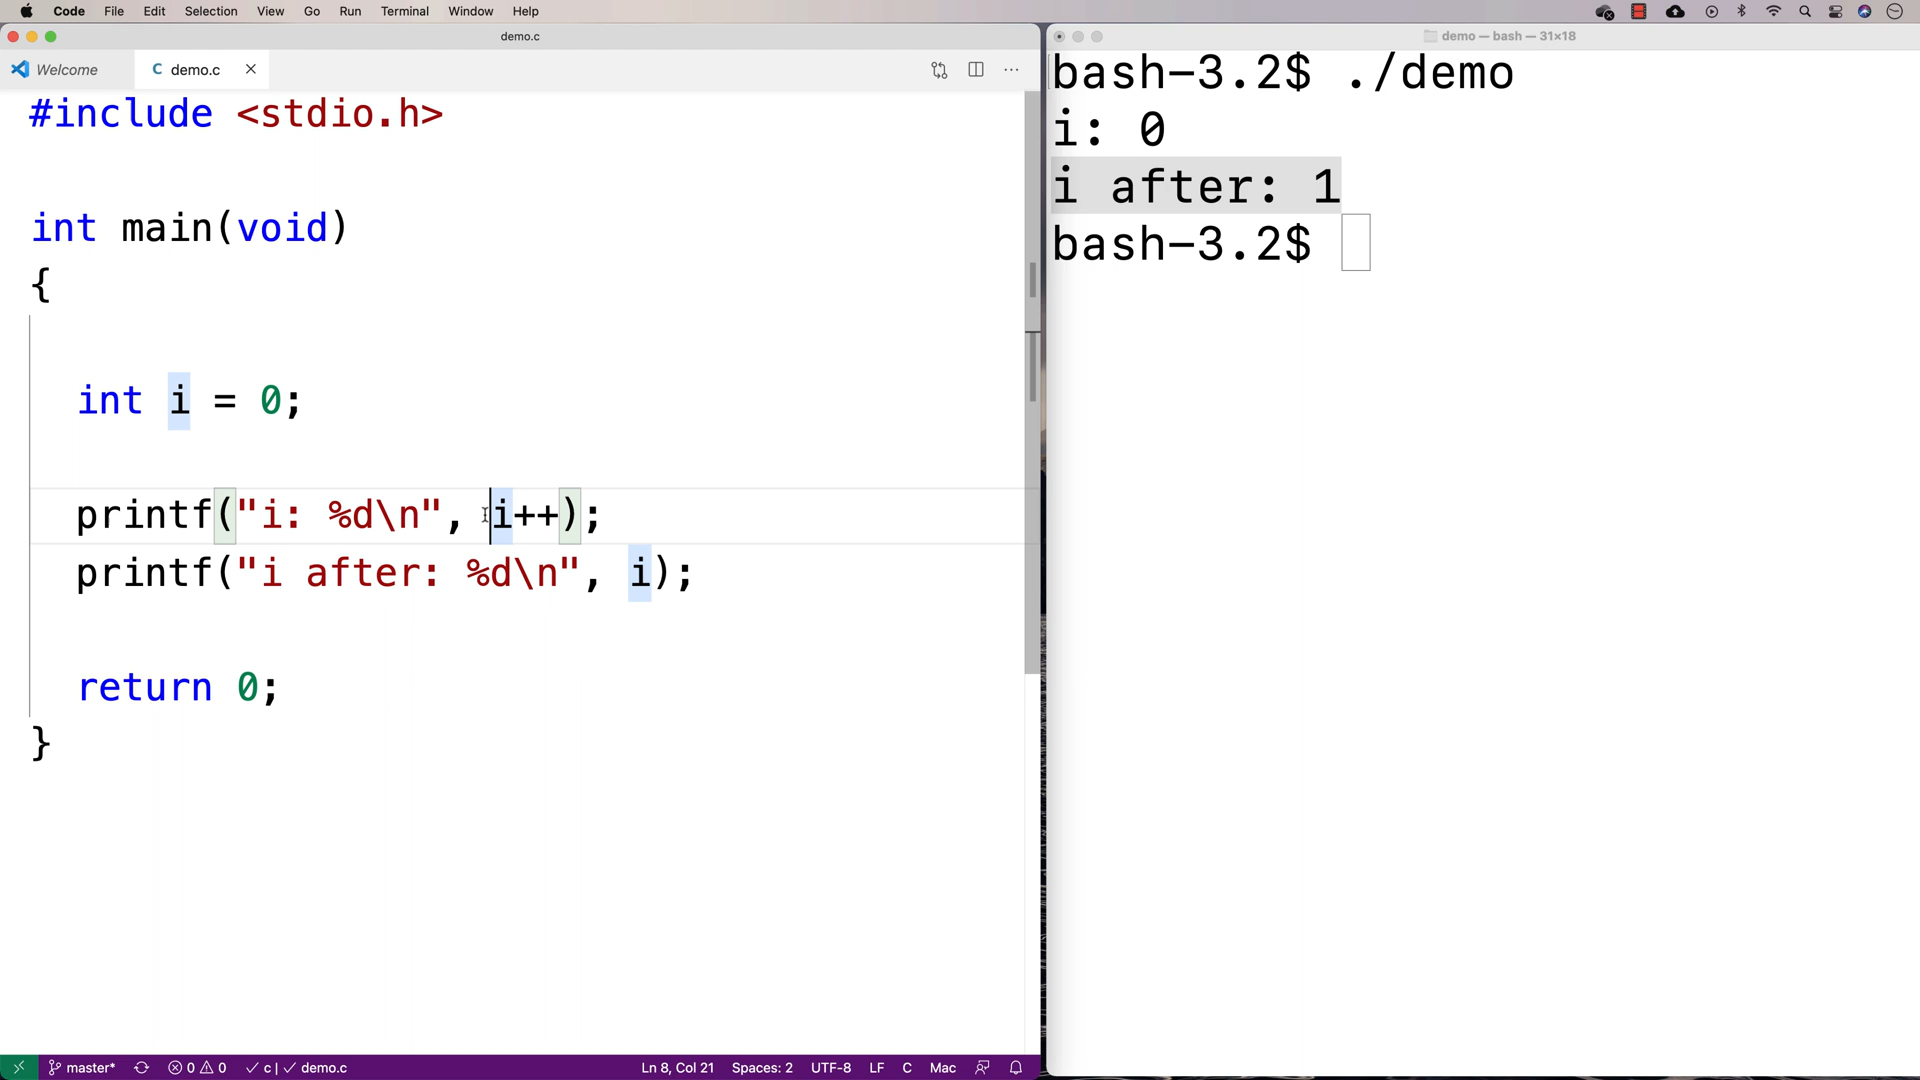 Code File Edit Selection View Go Run Terminal Window Help
demo.c
Welcome
C demo.c
#include <stdio.h>
int main(void)
{
int i = 0;
printf("i: %d\n", i++);
printf("i after: %d\n", i);
return 0;
}
master* 0 0 c | demo.c Ln 8, Col 21 Spaces: 2 UTF-8 LF C Mac
demo — bash — 31×18
bash-3.2$ ./demo
i: 0
i after: 1
bash-3.2$